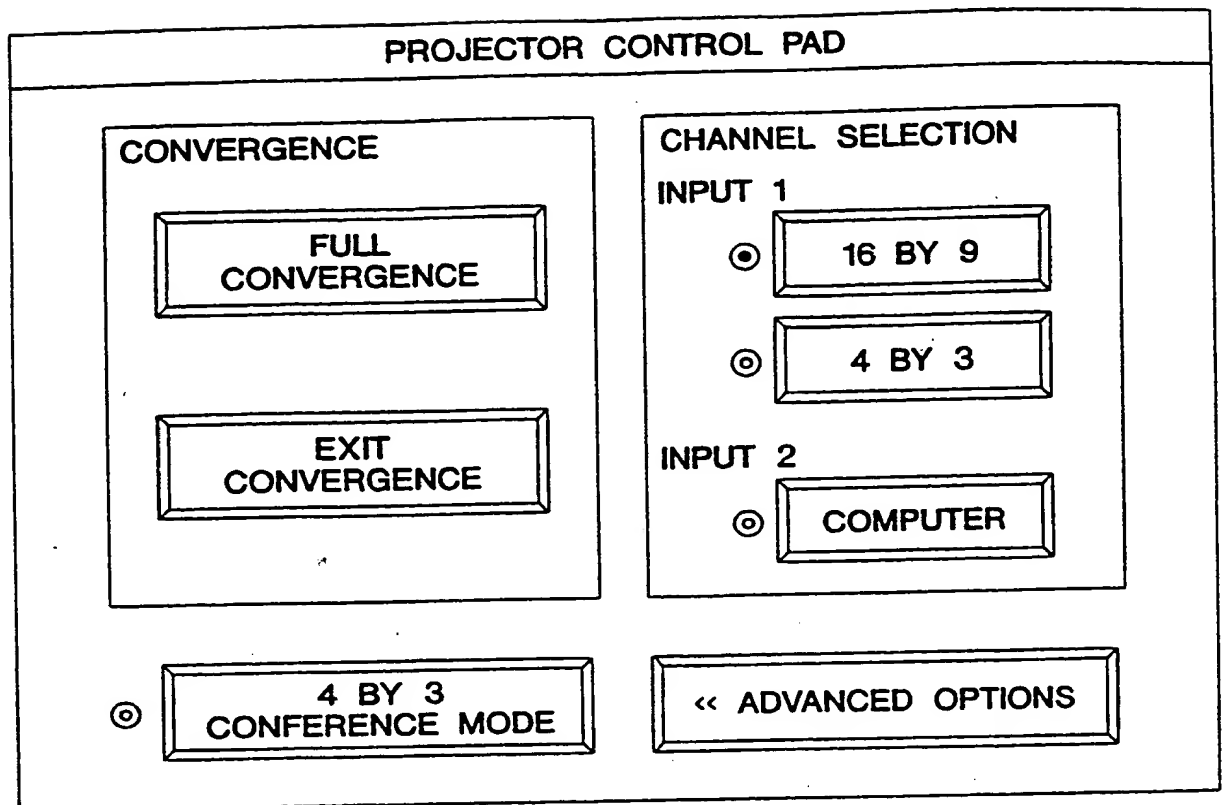 PROJECTOR CONTROL PAD
CONVERGENCE
FULL
CONVERGENCE
EXIT
CONVERGENCE
CHANNEL SELECTION
INPUT 1
16 BY 9
4 BY 3
INPUT 2
COMPUTER
4 BY 3
CONFERENCE MODE
<< ADVANCED OPTIONS